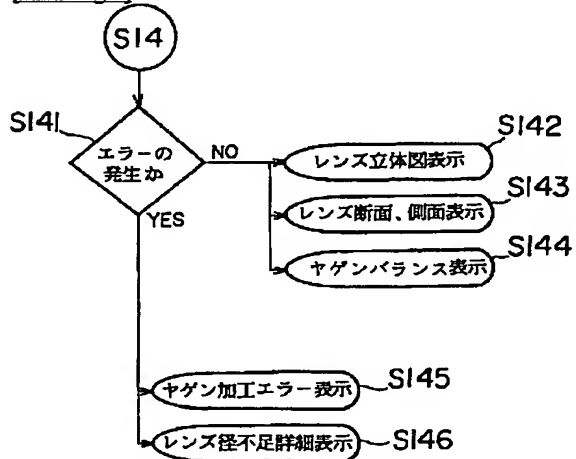 S14
S141
エラーの
発生か
NO
YES
レンズ立体図表示
S142
レンズ断面、側面表示
S143
ヤゲンバランス表示
S144
ヤゲン加工エラー表示
S145
レンズ径不足詳細表示
S146